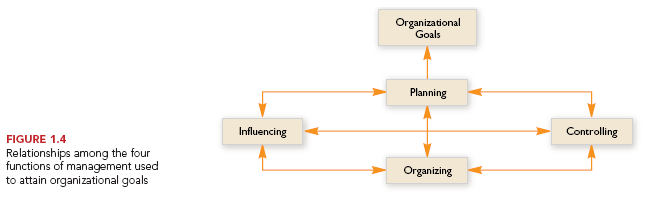 Organizational
Goals
Planning
Influencing
Controlling
Organizing
FIGURE 1.4
Relationships among the four
functions of management used
to attain organizational goals